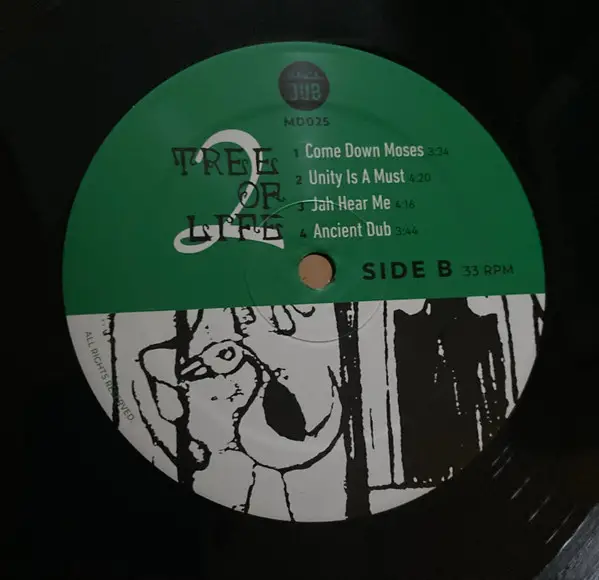 DUB
MD025
TREE
OF
LIFE
2
1 Come Down Moses 3:34
2 Unity Is A Must 4:20
3 Jah Hear Me 4:16
4 Ancient Dub 3:44
SIDE B 33 RPM
ALL RIGHTS RESERVED